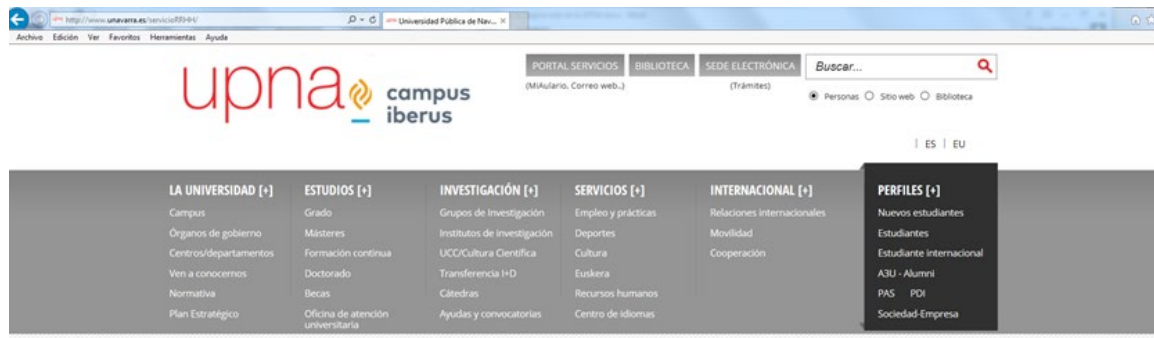 http://www.unavarra.es/servicioRRHH/
Universidad Pública de Nav...
Archivo Edición Ver Favoritos Herramientas Ayuda
upna campus iberus
PORTAL SERVICIOS
(MiAulario, Correo web..)
BIBLIOTECA
SEDE ELECTRÓNICA
(Trámites)
Buscar...
Personas Sitio web Biblioteca
| ES | EU
LA UNIVERSIDAD [+]
Campus
Órganos de gobierno
Centros/departamentos
Ven a conocernos
Normativa
Plan Estratégico
ESTUDIOS [+]
Grado
Másteres
Formación continua
Doctorado
Becas
Oficina de atención
universitaria
INVESTIGACIÓN [+]
Grupos de Investigación
Institutos de investigación
UCC/Cultura Científica
Transferencia I+D
Cátedras
Ayudas y convocatorias
SERVICIOS [+]
Empleo y prácticas
Deportes
Cultura
Euskera
Recursos humanos
Centro de idiomas
INTERNACIONAL [+]
Relaciones internacionales
Movilidad
Cooperación
PERFILES [+]
Nuevos estudiantes
Estudiantes
Estudiante internacional
A3U - Alumni
PAS PDI
Sociedad-Empresa